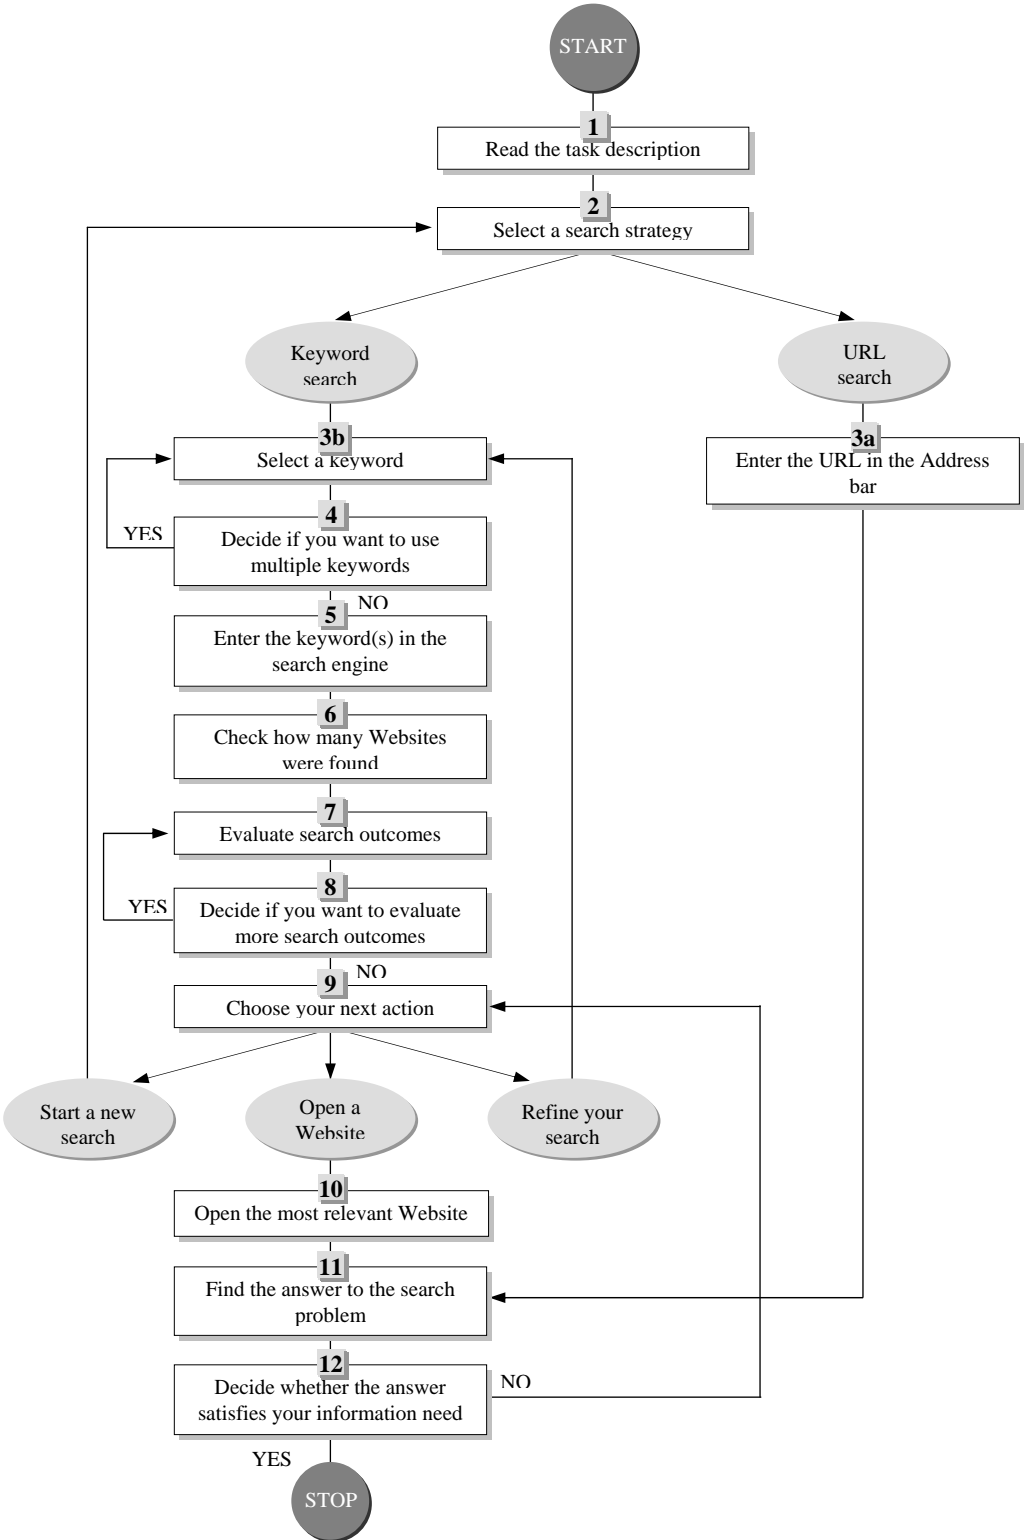 START
1
Read the task description
2
Select a search strategy
Keyword
search
URL
search
3b
Select a keyword
3a
Enter the URL in the Address
bar
4
YES
Decide if you want to use
multiple keywords
NO
5
Enter the keyword(s) in the
search engine
6
Check how many Websites
were found
7
Evaluate search outcomes
8
YES
Decide if you want to evaluate
more search outcomes
NO
9
Choose your next action
Start a new
search
Open a
Website
Refine your
search
10
Open the most relevant Website
11
Find the answer to the search
problem
12
Decide whether the answer
satisfies your information need
NO
YES
STOP